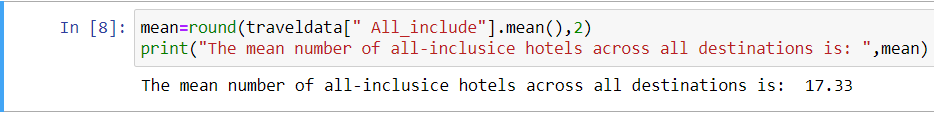 In [8]: mean=round(traveldata[" All_include"].mean(),2)
print("The mean number of all-inclusice hotels across all destinations is: ",mean)
The mean number of all-inclusice hotels across all destinations is:  17.33